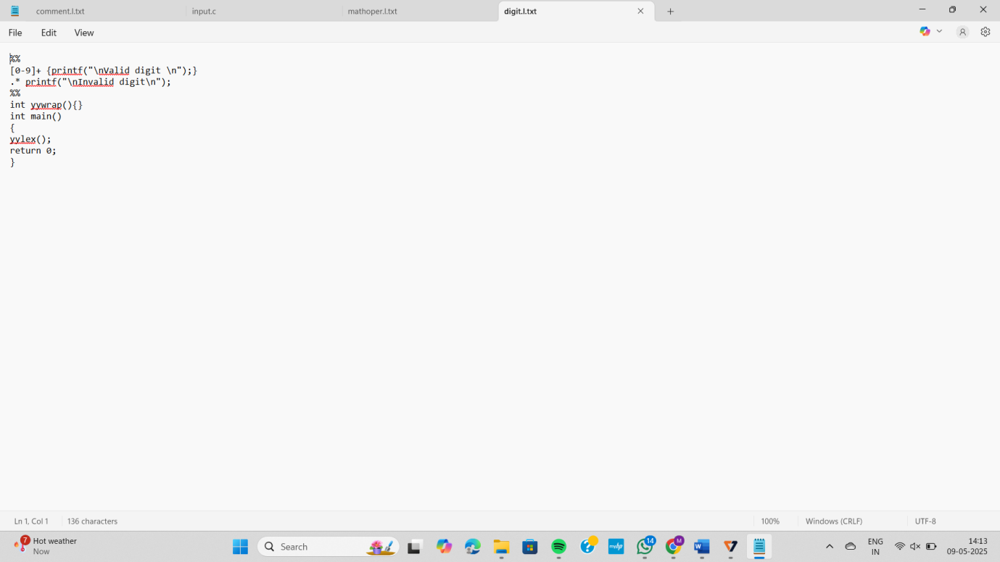 comment.l.txt
input.c
mathoper.l.txt
digit.l.txt
File
Edit
View
%%
[0-9]+ {printf("\nValid digit \n");}
.* printf("\nInvalid digit\n");
%%
int yywrap(){}
int main()
{
yylex();
return 0;
}
Ln 1, Col 1
136 characters
100%
Windows (CRLF)
UTF-8
7
Hot weather
Now
Search
myhp
14
M
ENG
IN
14:13
09-05-2025